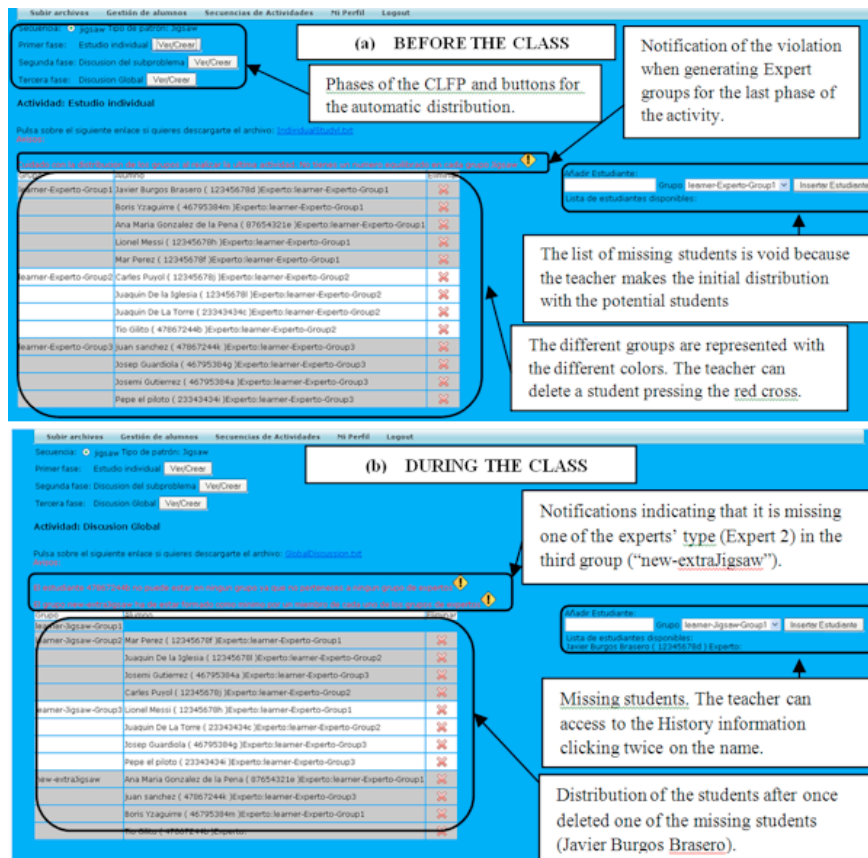 Subir archivos Gestión de alumnos Secuencias de Actividades Mi Perfil Logout
Secuencia: jigsaw Tipo de patrón: Jigsaw
Primer fase: Estudio individual Ver/Crear
Segunda fase: Discusion del subproblema Ver/Crear
Tercera fase: Discusion Global Ver/Crear
(a) BEFORE THE CLASS
Phases of the CLFP and buttons for
the automatic distribution.
Notification of the violation
when generating Expert
groups for the last phase of
the activity.
Actividad: Estudio individual
Pulsa sobre el siguiente enlace si quieres descargarte el archivo: IndividualStudyI.txt
Grupo Alumno Eliminar
learner-Experto-Group1 Javier Burgos Brasero ( 12345678d )Experto:learner-Experto-Group1
Boris Yzaguirre ( 46795384m )Experto:learner-Experto-Group1
Ana Maria Gonzalez de la Pena ( 87654321e )Experto:learner-Experto-Group1
Lionel Messi ( 12345678h )Experto:learner-Experto-Group1
Mar Perez ( 12345678f )Experto:learner-Experto-Group1
learner-Experto-Group2 Carles Puyol ( 12345678j )Experto:learner-Experto-Group2
Juaquin De la Iglesia ( 12345678l )Experto:learner-Experto-Group2
Juaquin De La Torre ( 23343434c )Experto:learner-Experto-Group2
Tio Gilito ( 47867244b )Experto:learner-Experto-Group2
learner-Experto-Group3 juan sanchez ( 47867244k )Experto:learner-Experto-Group3
Josep Guardiola ( 46795384g )Experto:learner-Experto-Group3
Josemi Gutierrez ( 46795384a )Experto:learner-Experto-Group3
Pepe el piloto ( 23343434i )Experto:learner-Experto-Group3
Añadir Estudiante:
Grupo learner-Experto-Group1 Insertar Estudiante
Lista de estudiantes disponibles:
The list of missing students is void because
the teacher makes the initial distribution
with the potential students
The different groups are represented with
the different colors. The teacher can
delete a student pressing the red cross.
Subir archivos Gestión de alumnos Secuencias de Actividades Mi Perfil Logout
Secuencia: jigsaw Tipo de patrón: Jigsaw
Primer fase: Estudio individual Ver/Crear
Segunda fase: Discusion del subproblema Ver/Crear
Tercera fase: Discusion Global Ver/Crear
(b) DURING THE CLASS
Notifications indicating that it is missing
one of the experts' type (Expert 2) in the
third group ("new-extraJigsaw").
Actividad: Discusion Global
Pulsa sobre el siguiente enlace si quieres descargarte el archivo: GlobalDiscussion.txt
Grupo Alumno Eliminar
learner-Jigsaw-Group1
learner-Jigsaw-Group2 Mar Perez ( 12345678f )Experto:learner-Experto-Group1
Juaquin De la Iglesia ( 12345678l )Experto:learner-Experto-Group2
Josemi Gutierrez ( 46795384a )Experto:learner-Experto-Group3
Carles Puyol ( 12345678j )Experto:learner-Experto-Group2
learner-Jigsaw-Group3 Lionel Messi ( 12345678h )Experto:learner-Experto-Group1
Juaquin De La Torre ( 23343434c )Experto:learner-Experto-Group2
Josep Guardiola ( 46795384g )Experto:learner-Experto-Group3
Pepe el piloto ( 23343434i )Experto:learner-Experto-Group3
new-extraJigsaw Ana Maria Gonzalez de la Pena ( 87654321e )Experto:learner-Experto-Group1
juan sanchez ( 47867244k )Experto:learner-Experto-Group3
Boris Yzaguirre ( 46795384m )Experto:learner-Experto-Group1
Tio Gilito ( 47867244b )Experto:
Añadir Estudiante:
Grupo learner-Jigsaw-Group1 Insertar Estudiante
Lista de estudiantes disponibles:
Javier Burgos Brasero ( 12345678d ) Experto:
Missing students. The teacher can
access to the History information
clicking twice on the name.
Distribution of the students after once
deleted one of the missing students
(Javier Burgos Brasero).